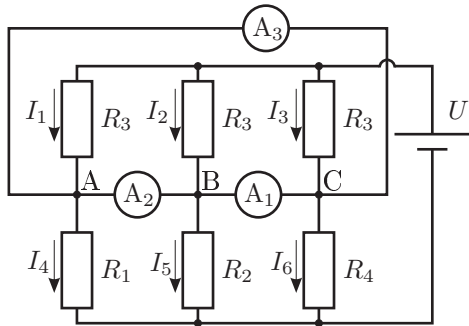 A3
I1 R3 I2 R3 I3 R3 U
A A2 B A1 C
I4 R1 I5 R2 I6 R4